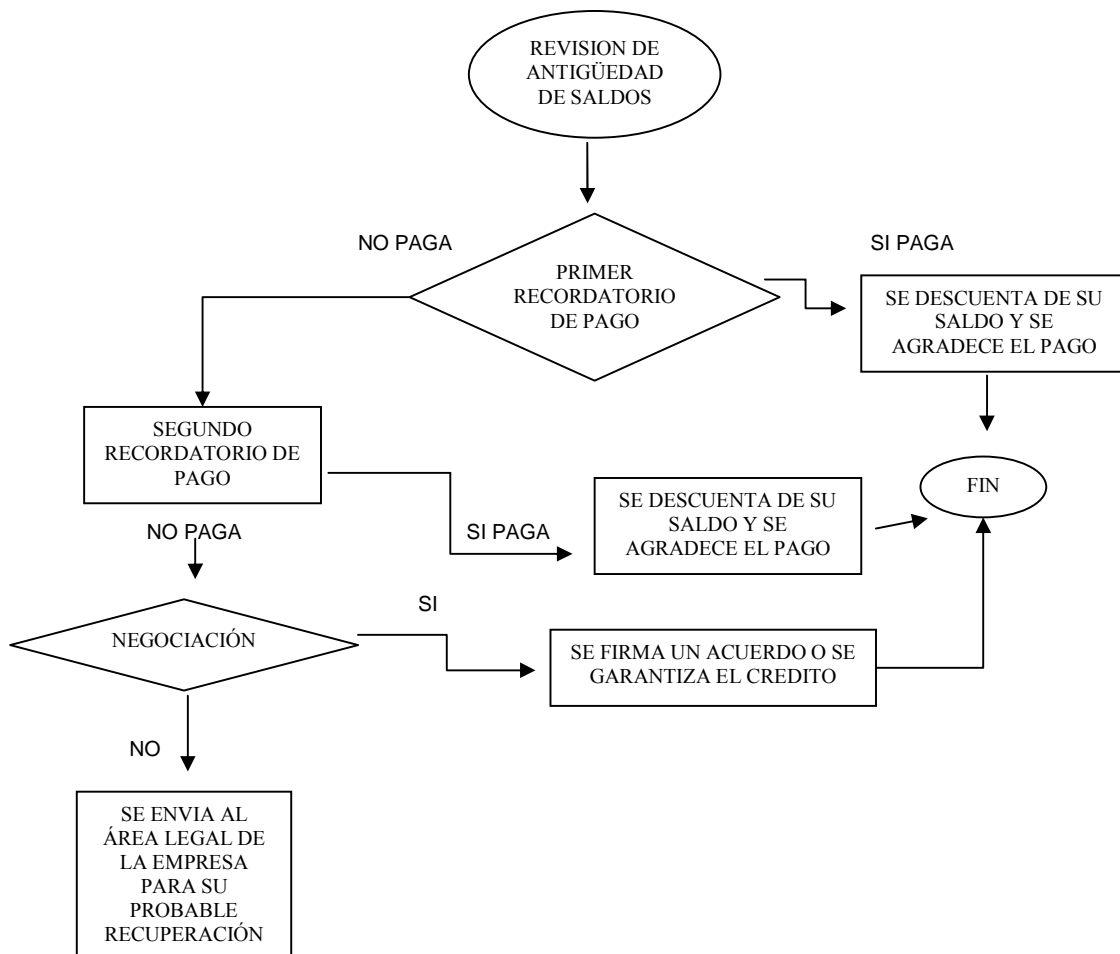 REVISION DE
ANTIGÜEDAD
DE SALDOS
NO PAGA
SI PAGA
PRIMER
RECORDATORIO
DE PAGO
SE DESCUENTA DE SU
SALDO Y SE
AGRADECE EL PAGO
SEGUNDO
RECORDATORIO DE
PAGO
SE DESCUENTA DE SU
SALDO Y SE
AGRADECE EL PAGO
FIN
NO PAGA
SI PAGA
NEGOCIACIÓN
SI
SE FIRMA UN ACUERDO O SE
GARANTIZA EL CREDITO
NO
SE ENVIA AL
ÁREA LEGAL DE
LA EMPRESA
PARA SU
PROBABLE
RECUPERACIÓN